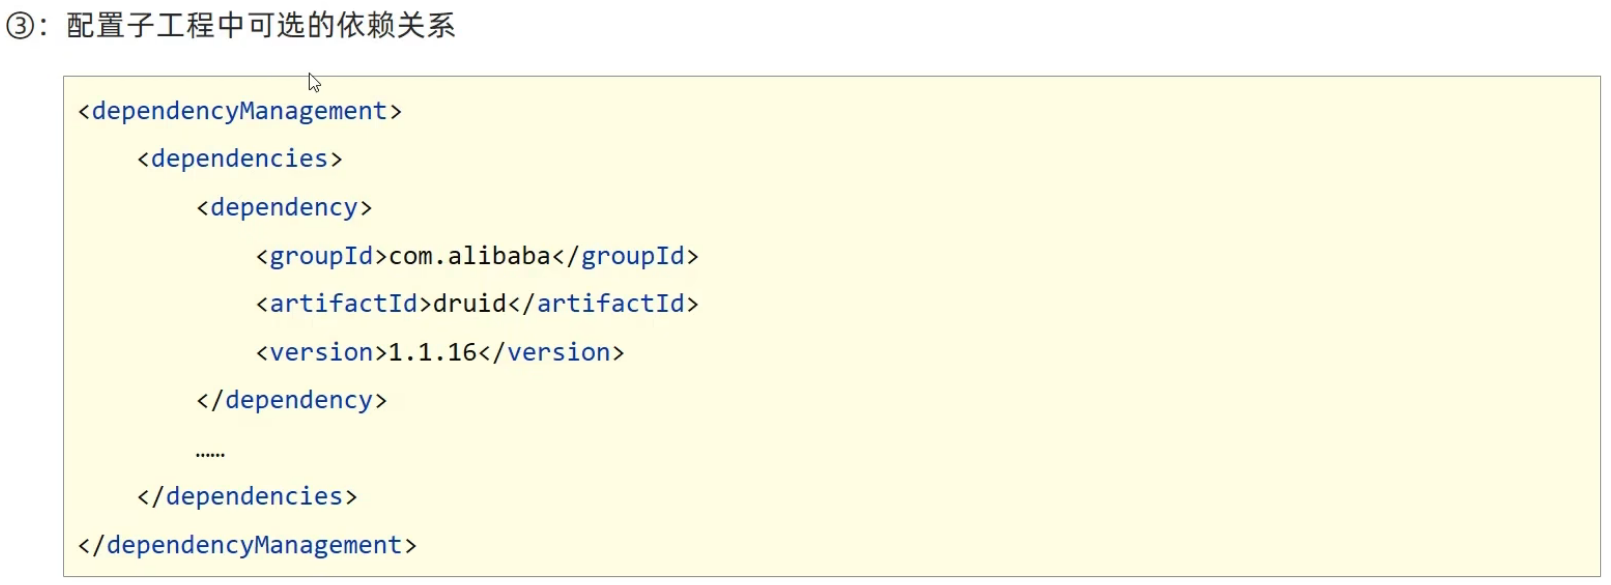 ③：配置子工程中可选的依赖关系
<dependencyManagement>
    <dependencies>
        <dependency>
            <groupId>com.alibaba</groupId>
            <artifactId>druid</artifactId>
            <version>1.1.16</version>
        </dependency>
        ……
    </dependencies>
</dependencyManagement>